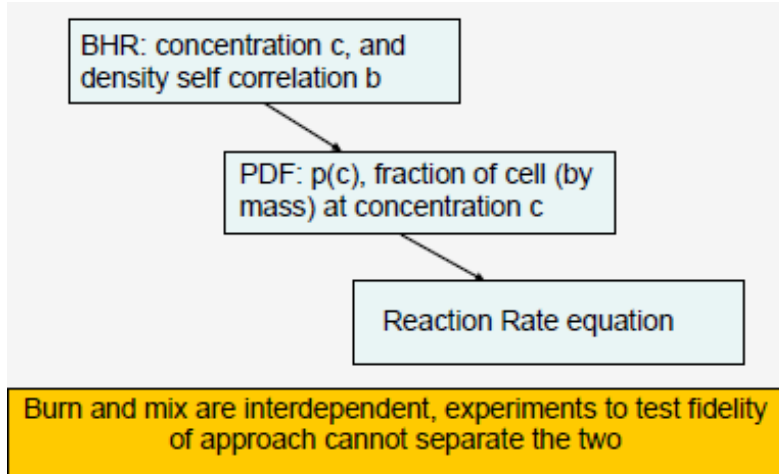 BHR: concentration c, and
density self correlation b
PDF: p(c), fraction of cell (by
mass) at concentration c
Reaction Rate equation
Burn and mix are interdependent, experiments to test fidelity
of approach cannot separate the two